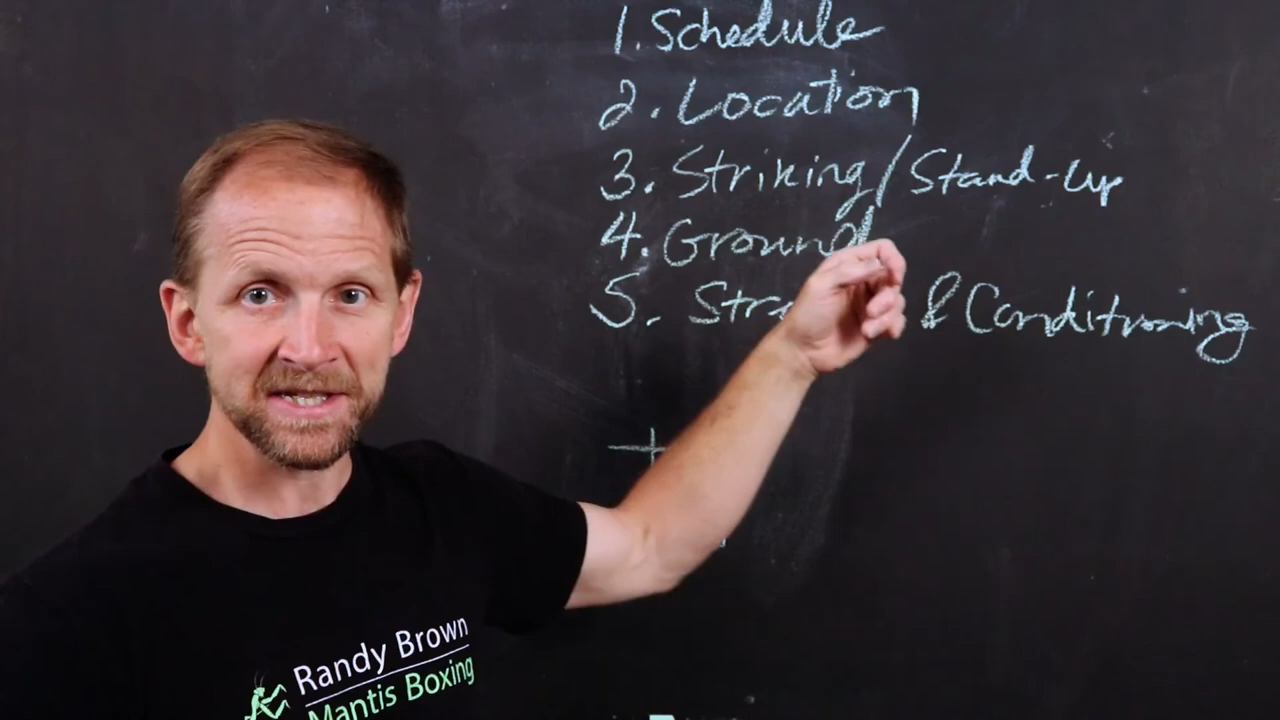 1. Schedule
2. Location
3. Striking/Stand-up
4. Ground
5. & Conditioning
+
Randy Brown
Mantis Boxing